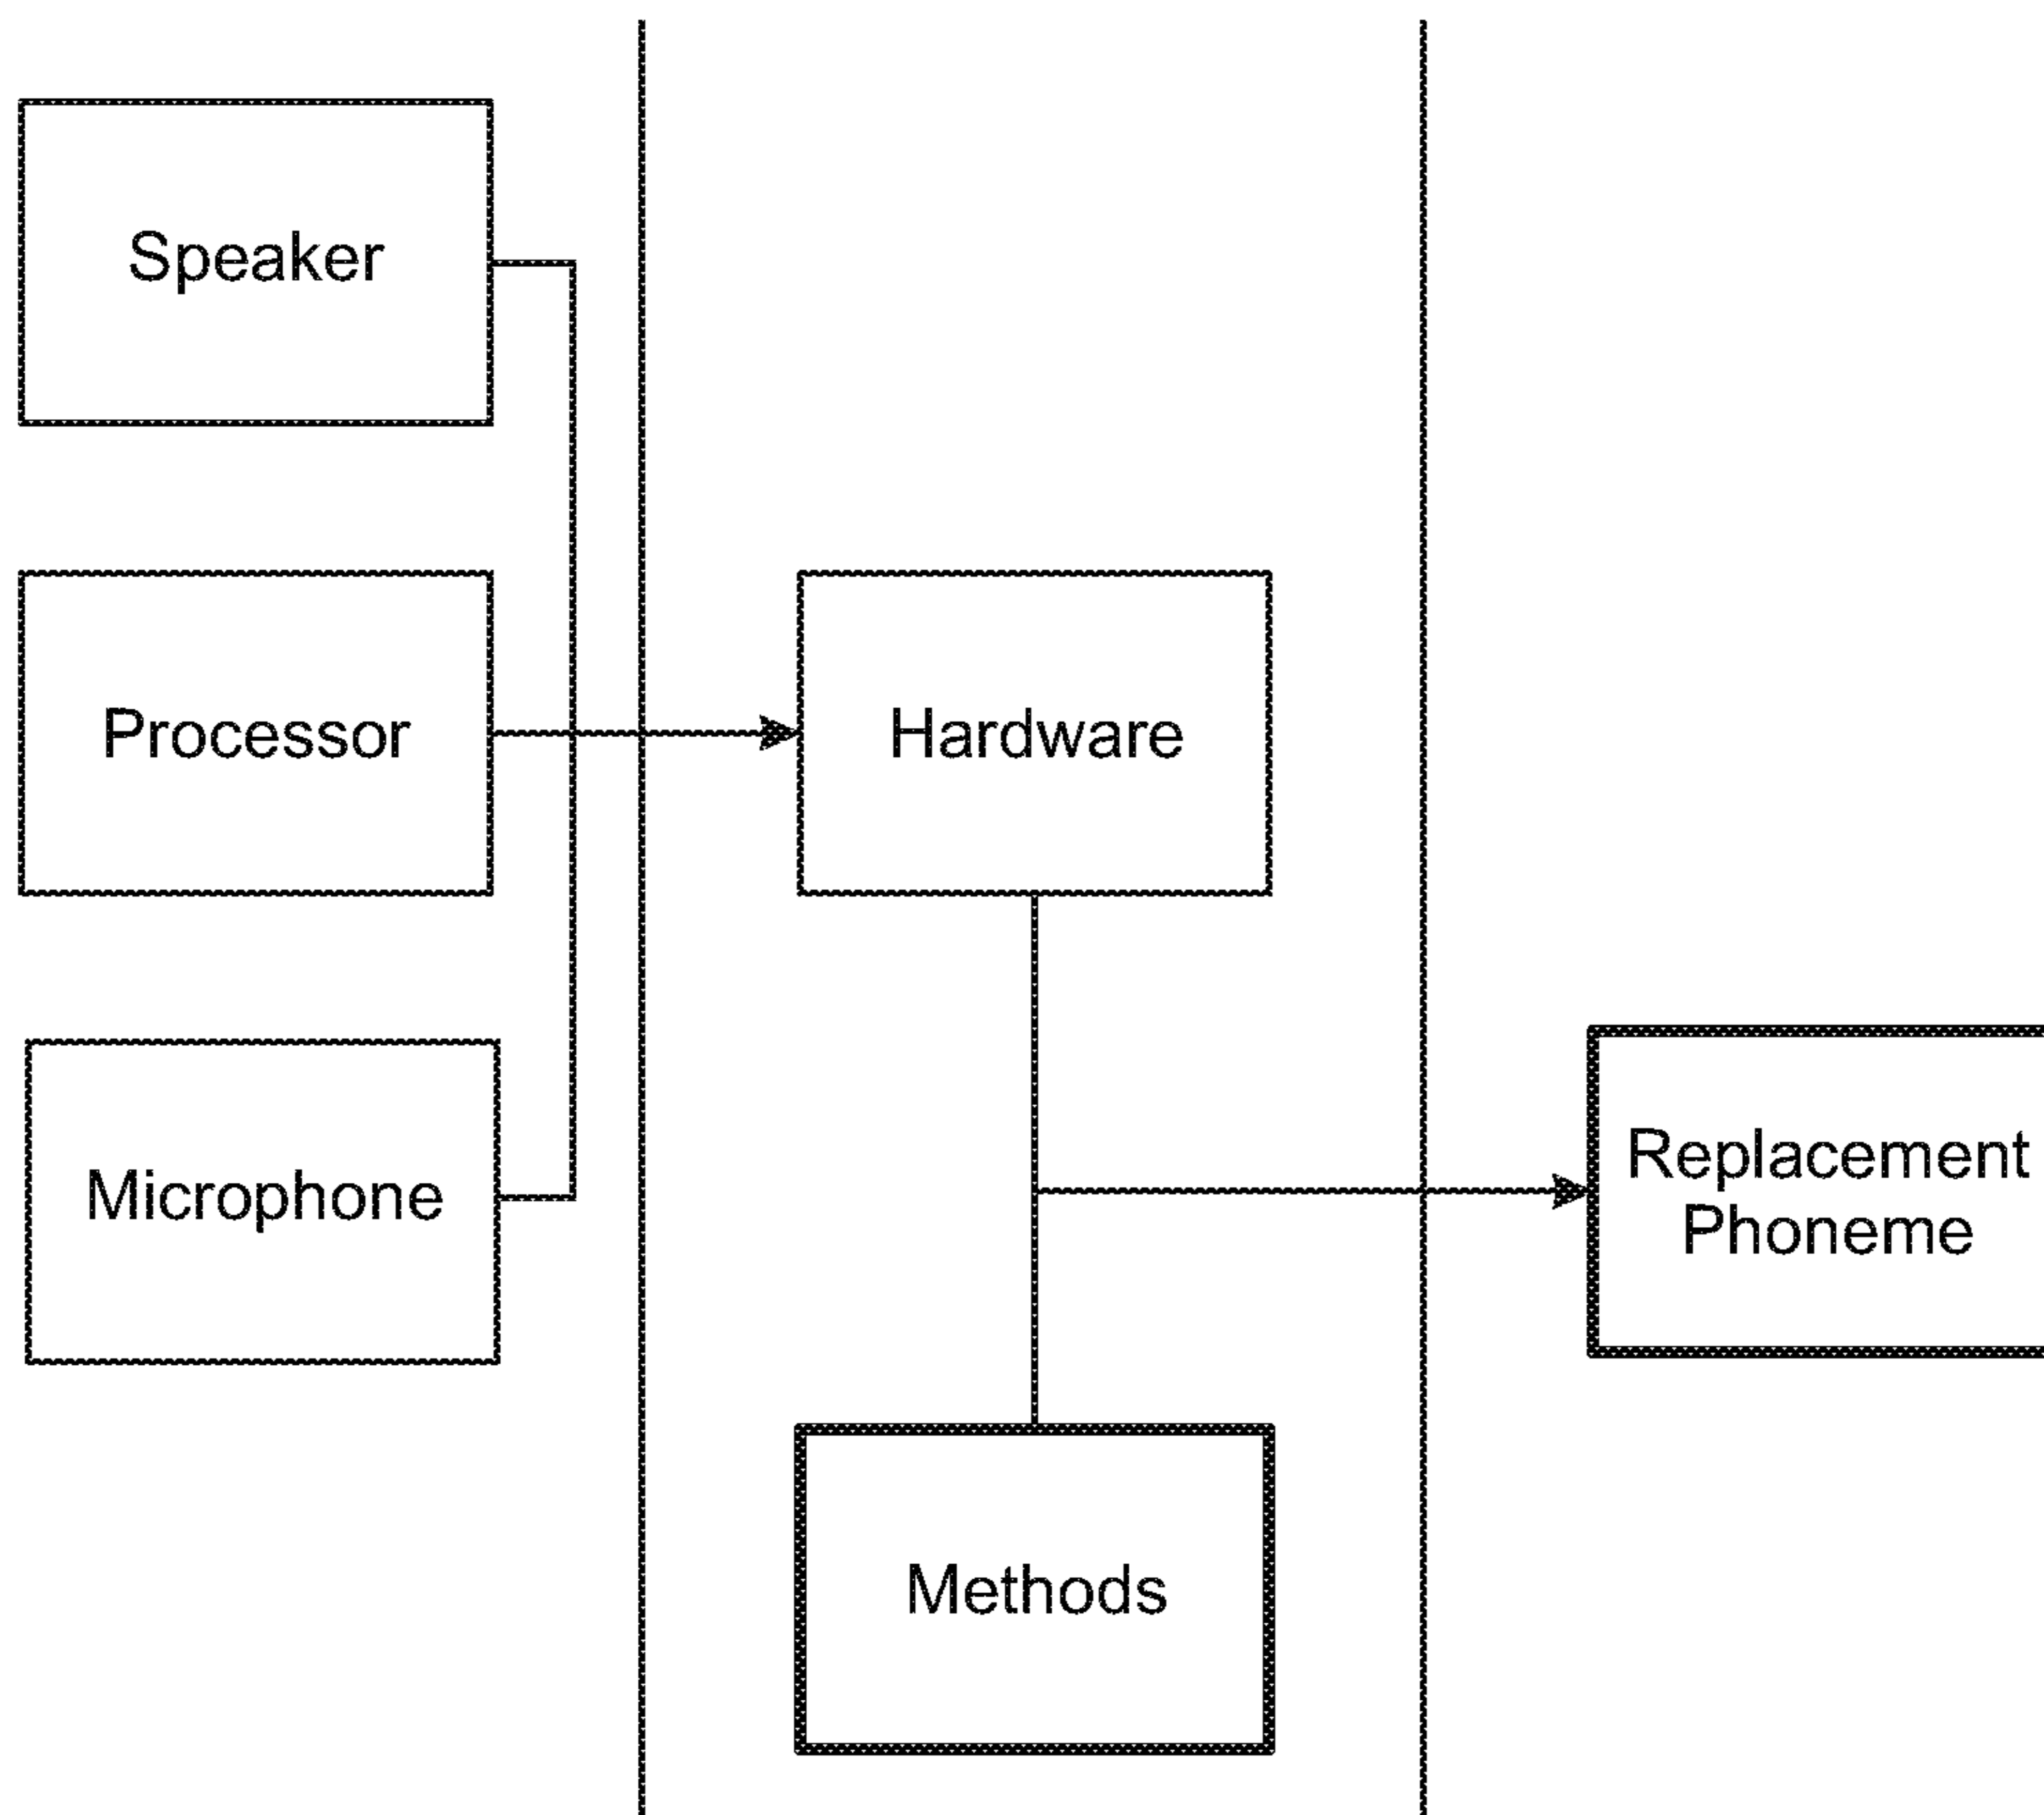 Speaker
Processor
Hardware
Microphone
Replacement
Phoneme
Methods